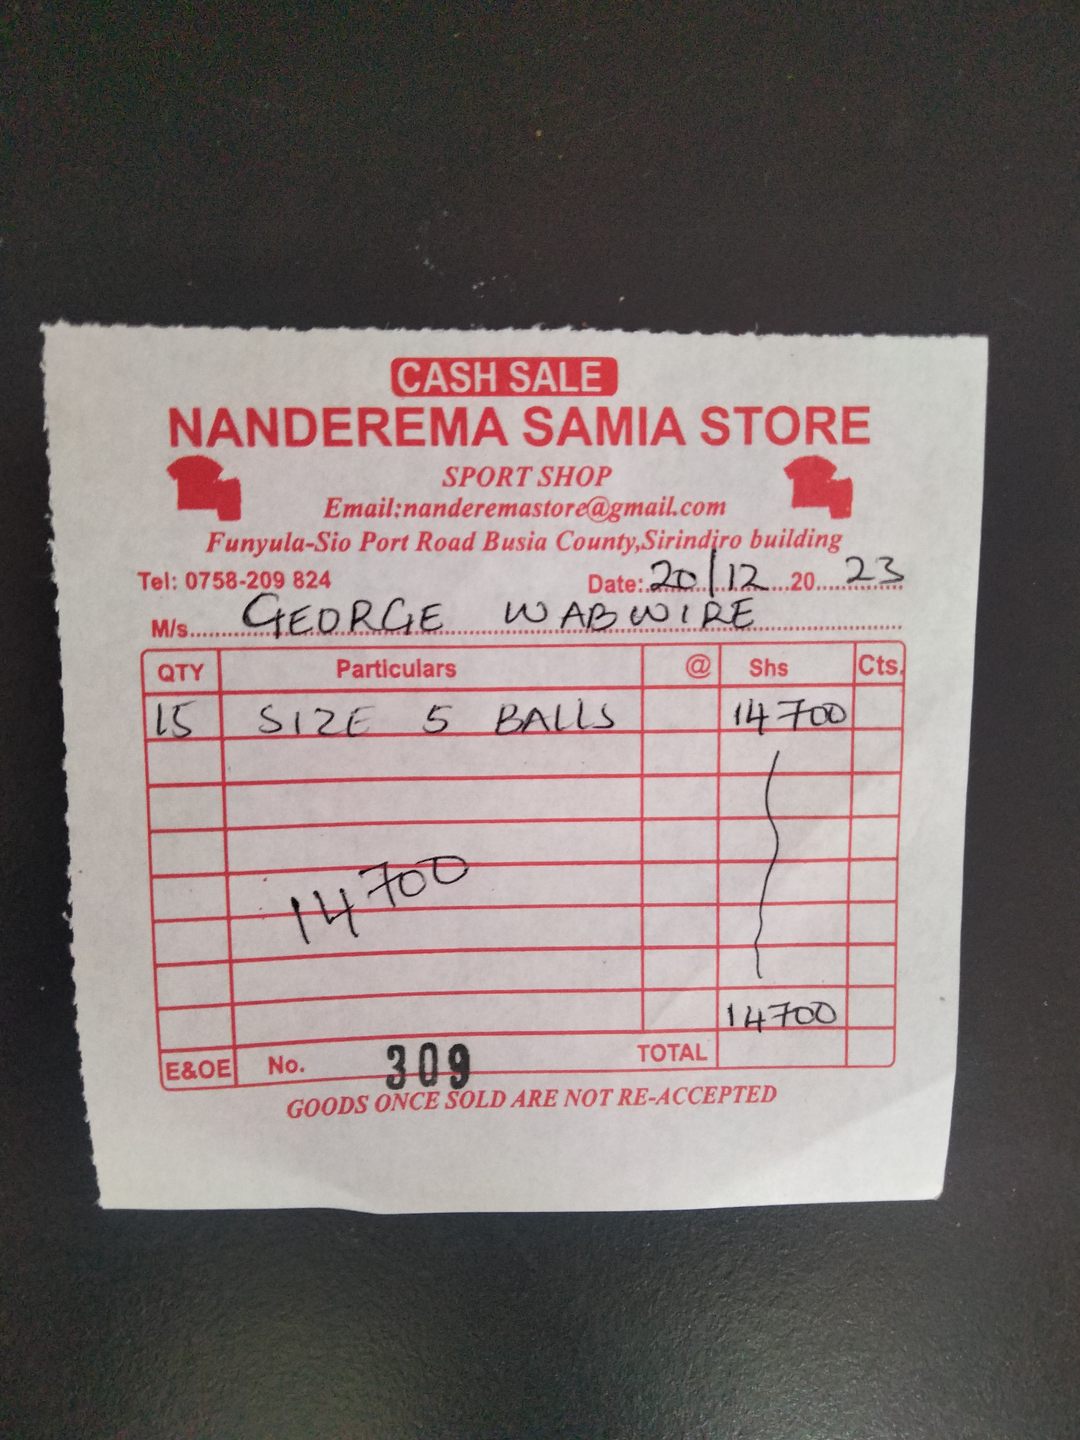 CASH SALE
NANDEREMA SAMIA STORE
SPORT SHOP
Email:nanderemastore@gmail.com
Funyula-Sio Port Road Busia County,Sirindiro building
Tel: 0758-209 824 Date:.20/12...20....23
M/s.....GEORGE WABWIRE
QTY Particulars @ Shs Cts.
15 SIZE 5 BALLS 14700
14700
14700
E&OE No. 309 TOTAL
GOODS ONCE SOLD ARE NOT RE-ACCEPTED